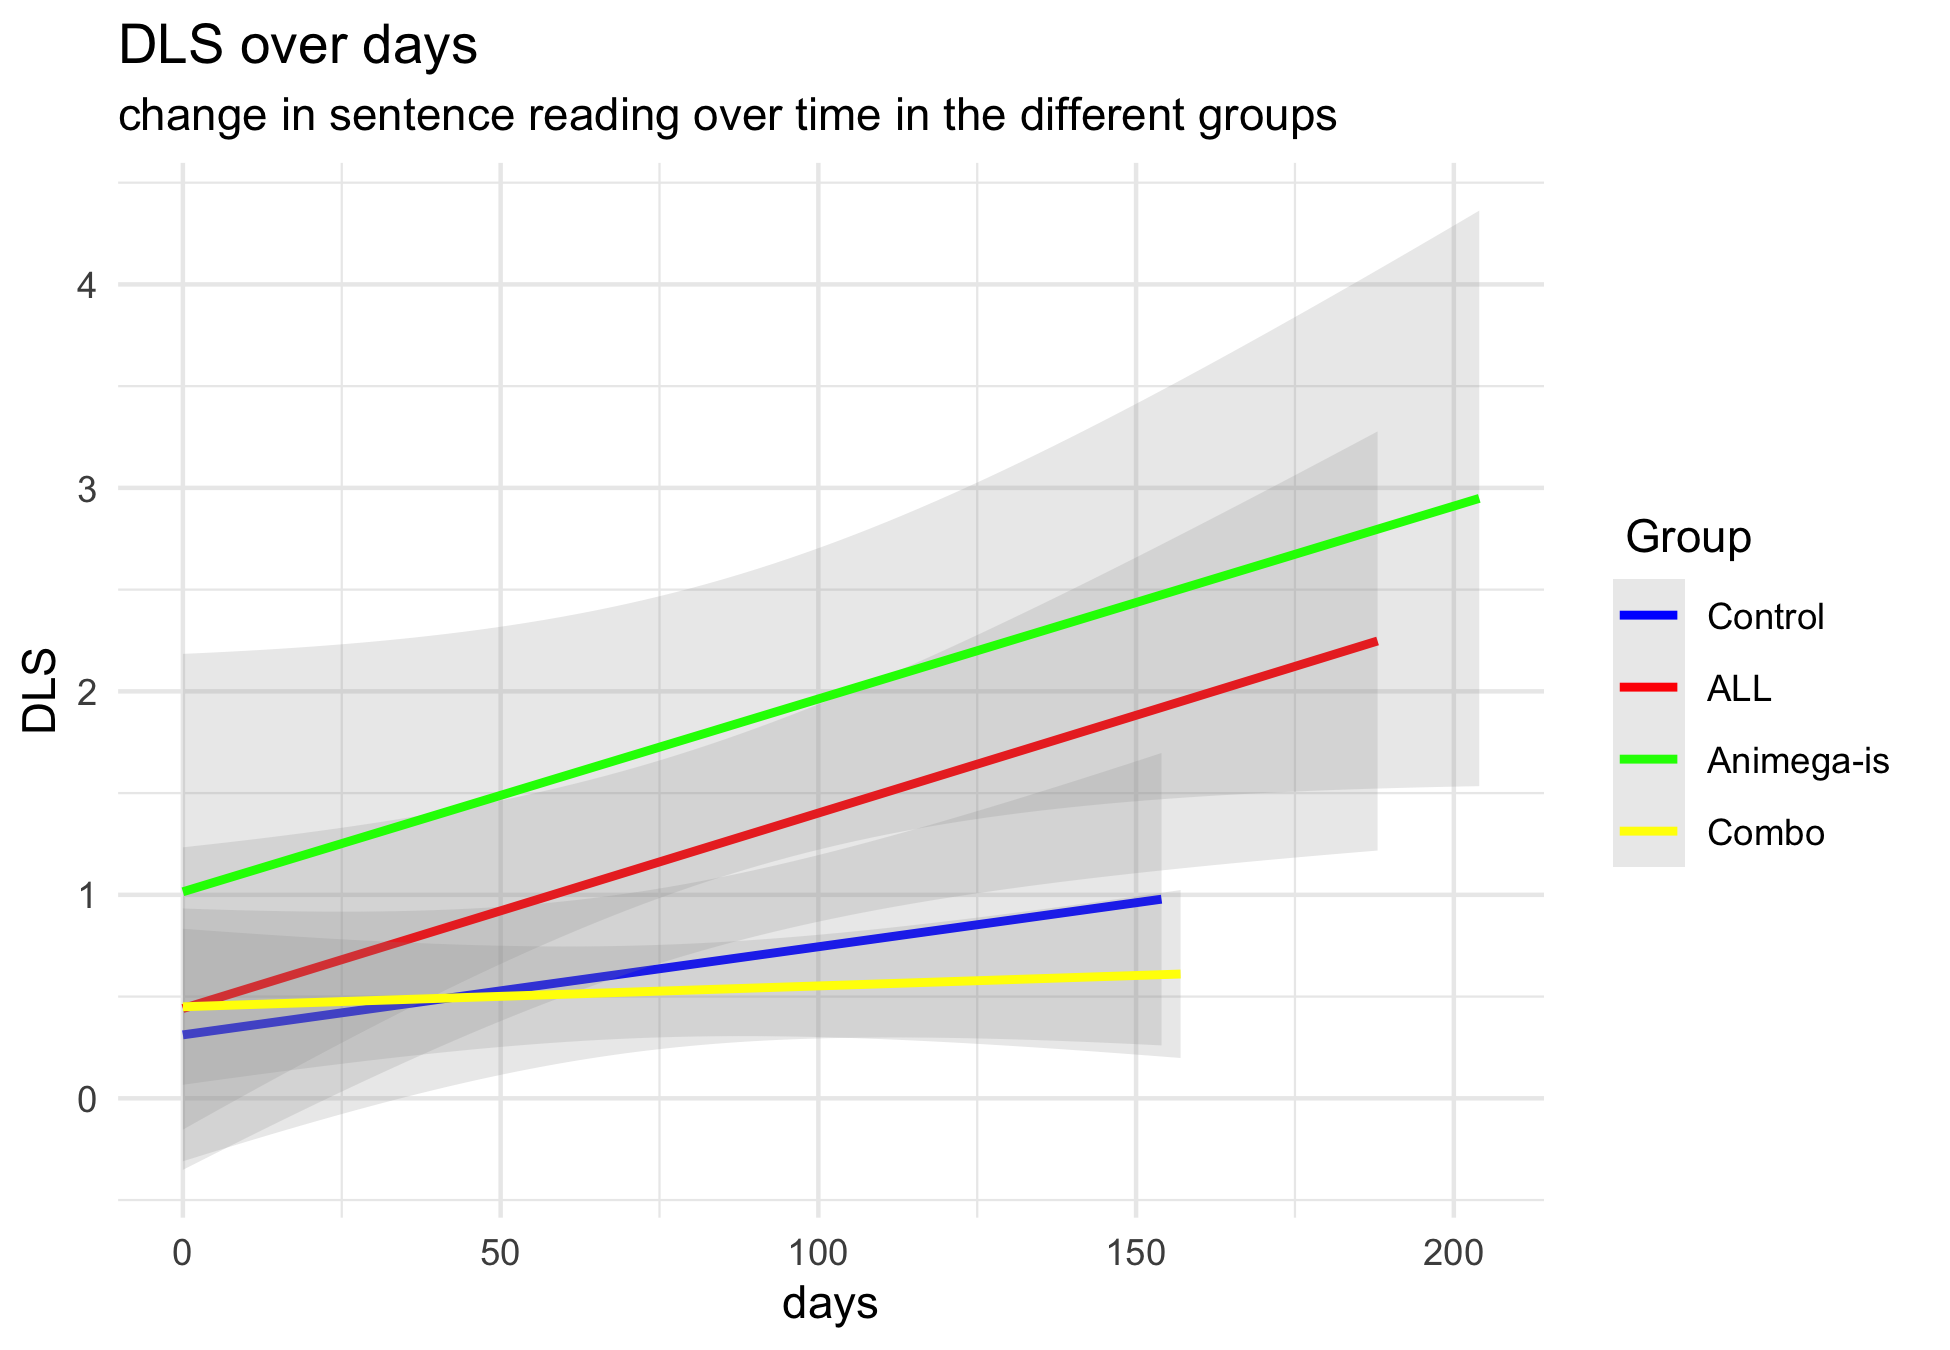 DLS over days
change in sentence reading over time in the different groups
4
3
2
1
0
DLS
0 50 100 150 200
days
Group
Control
ALL
Animega-is
Combo